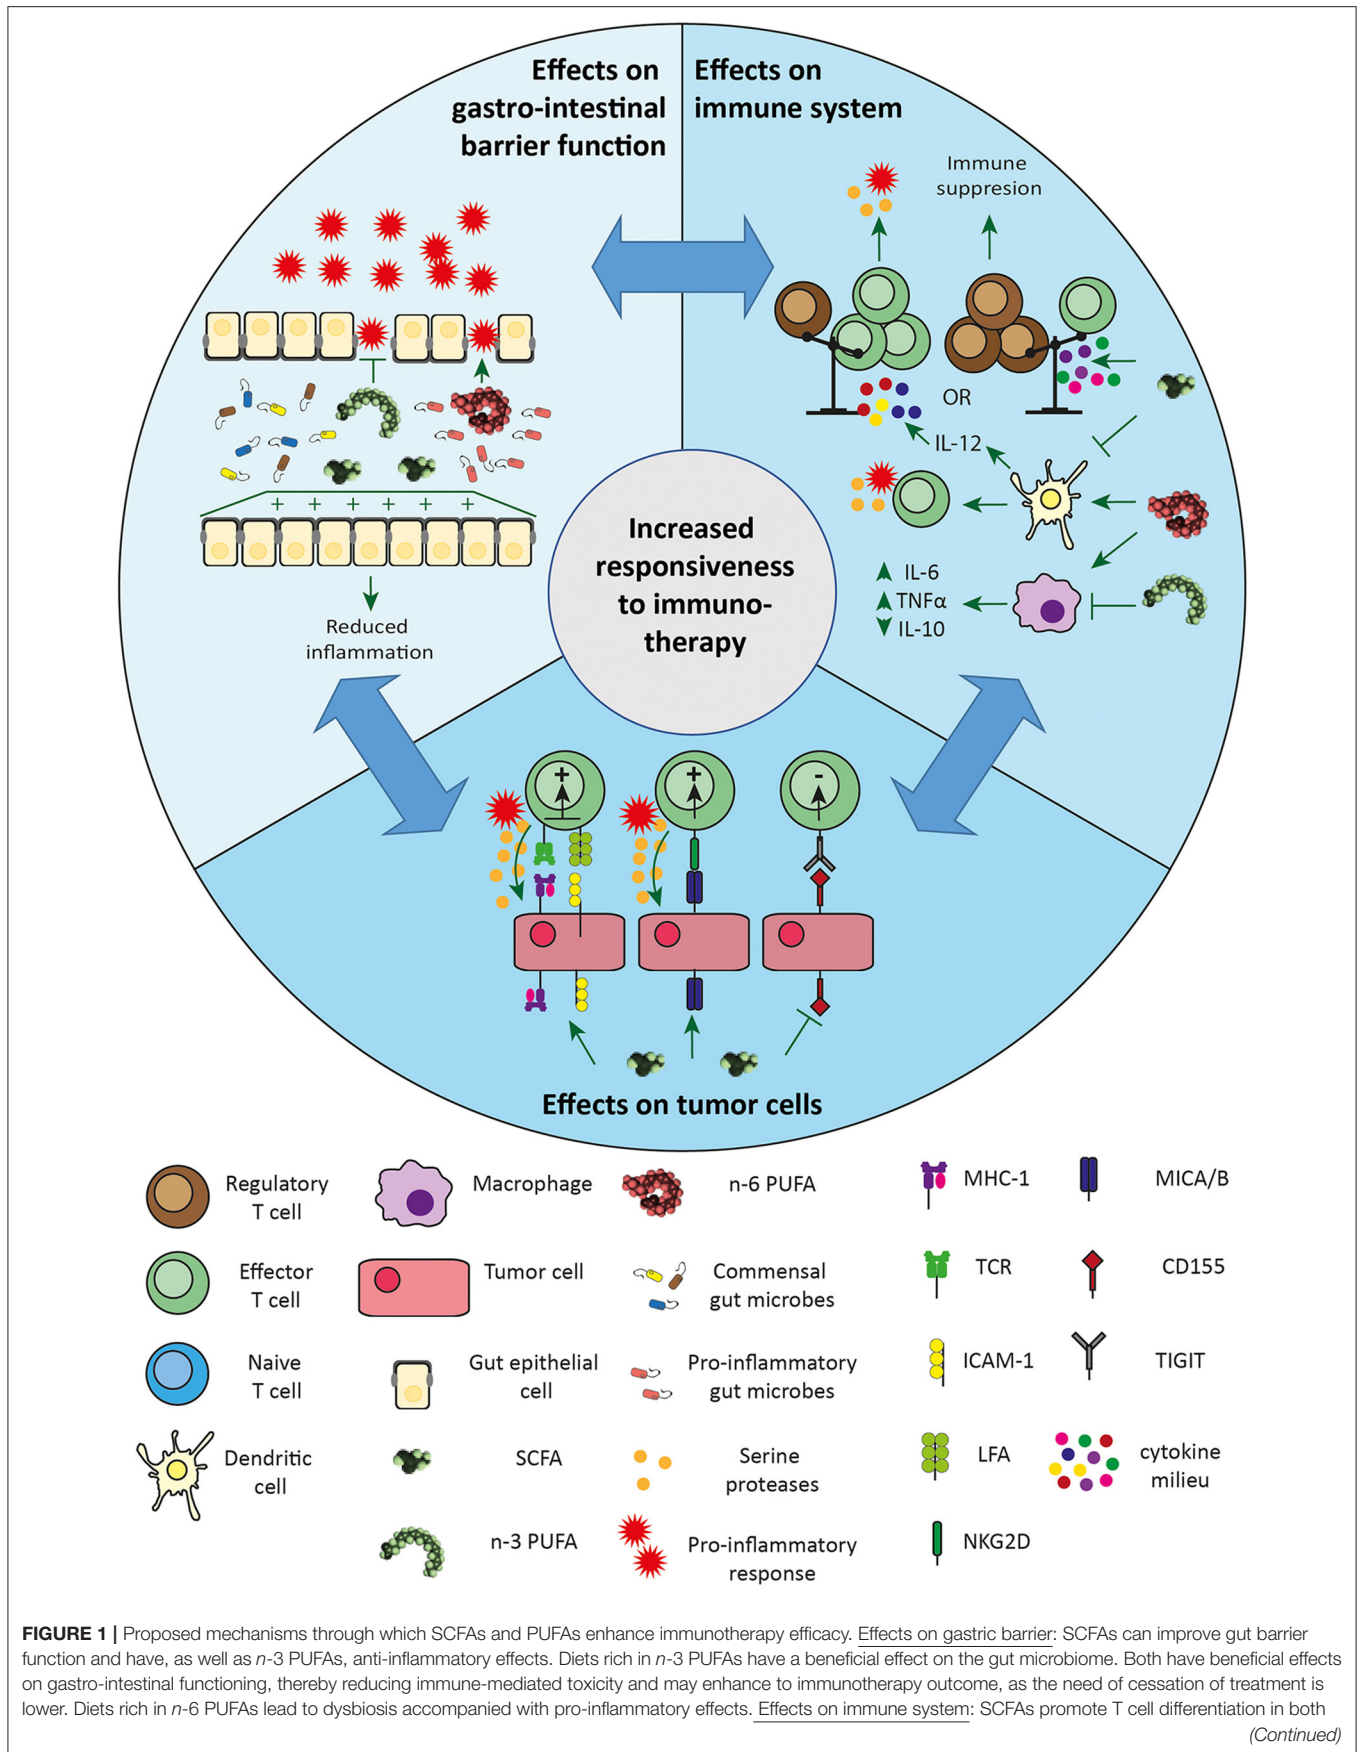 Effects on
gastro-intestinal
barrier function
Effects on
immune system
Immune
suppresion
OR
IL-12
IL-6
TNFα
IL-10
+ + + + + +
Reduced
inflammation
Increased
responsiveness
to immuno-
therapy
+
+
-
Effects on tumor cells
Regulatory
T cell
Macrophage
n-6 PUFA
MHC-1
MICA/B
Effector
T cell
Tumor cell
Commensal
gut microbes
TCR
CD155
Naive
T cell
Gut epithelial
cell
Pro-inflammatory
gut microbes
ICAM-1
TIGIT
Dendritic
cell
SCFA
Serine
proteases
LFA
cytokine
milieu
n-3 PUFA
Pro-inflammatory
response
NKG2D
FIGURE 1 | Proposed mechanisms through which SCFAs and PUFAs enhance immunotherapy efficacy. Effects on gastric barrier: SCFAs can improve gut barrier
function and have, as well as n-3 PUFAs, anti-inflammatory effects. Diets rich in n-3 PUFAs have a beneficial effect on the gut microbiome. Both have beneficial effects
on gastro-intestinal functioning, thereby reducing immune-mediated toxicity and may enhance to immunotherapy outcome, as the need of cessation of treatment is
lower. Diets rich in n-6 PUFAs lead to dysbiosis accompanied with pro-inflammatory effects. Effects on immune system: SCFAs promote T cell differentiation in both
(Continued)